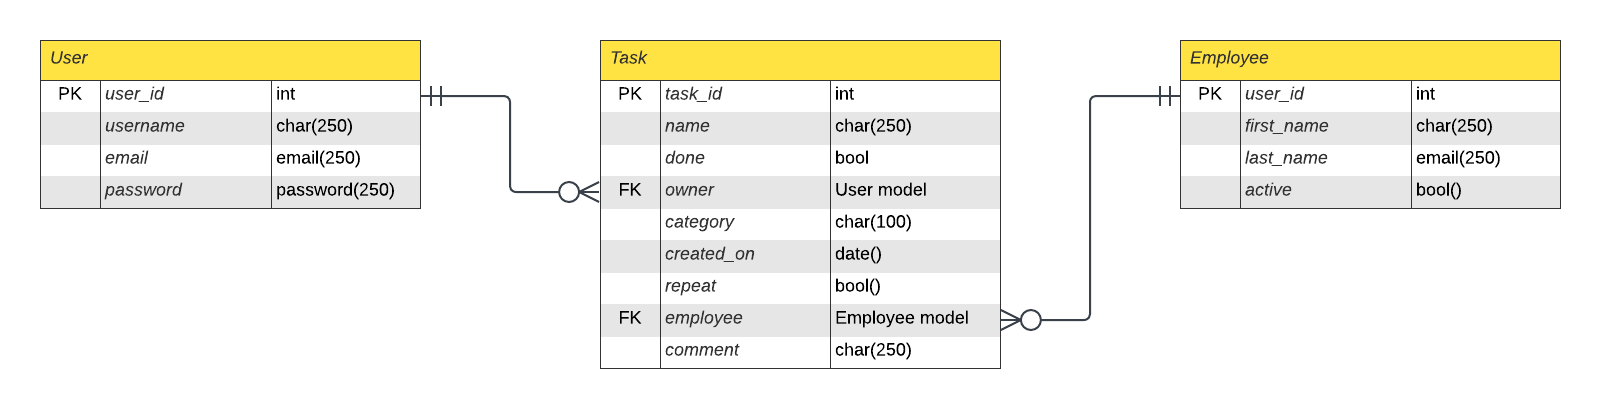 User
PK user_id int
username char(250)
email email(250)
password password(250)
Task
PK task_id int
name char(250)
done bool
FK owner User model
category char(100)
created_on date()
repeat bool()
FK employee Employee model
comment char(250)
Employee
PK user_id int
first_name char(250)
last_name email(250)
active bool()